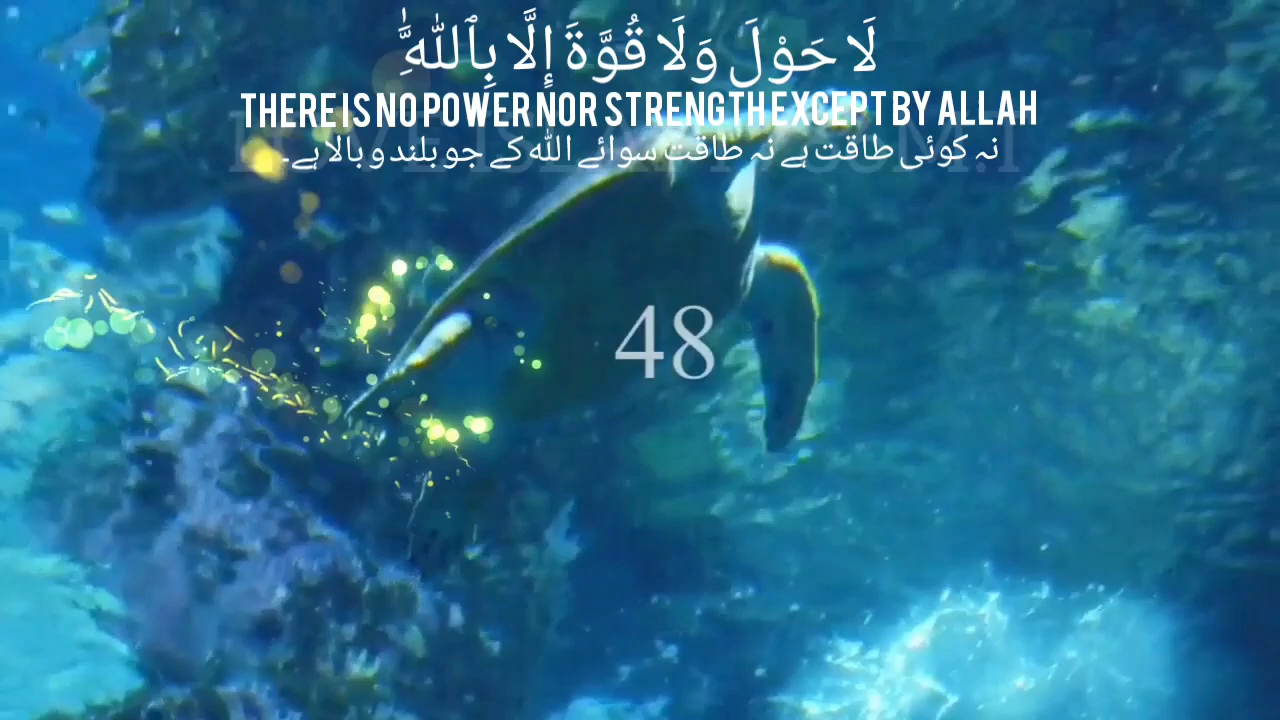 لَا حَوْلَ وَلَا قُوَّةَ إِلَّا بِٱللَّٰهِ
THERE IS NO POWER NOR STRENGTH EXCEPT BY ALLAH
نہ کوئی طاقت ہے نہ طاقت سوائے اللہ کے جو بلند و بالا ہے۔
48